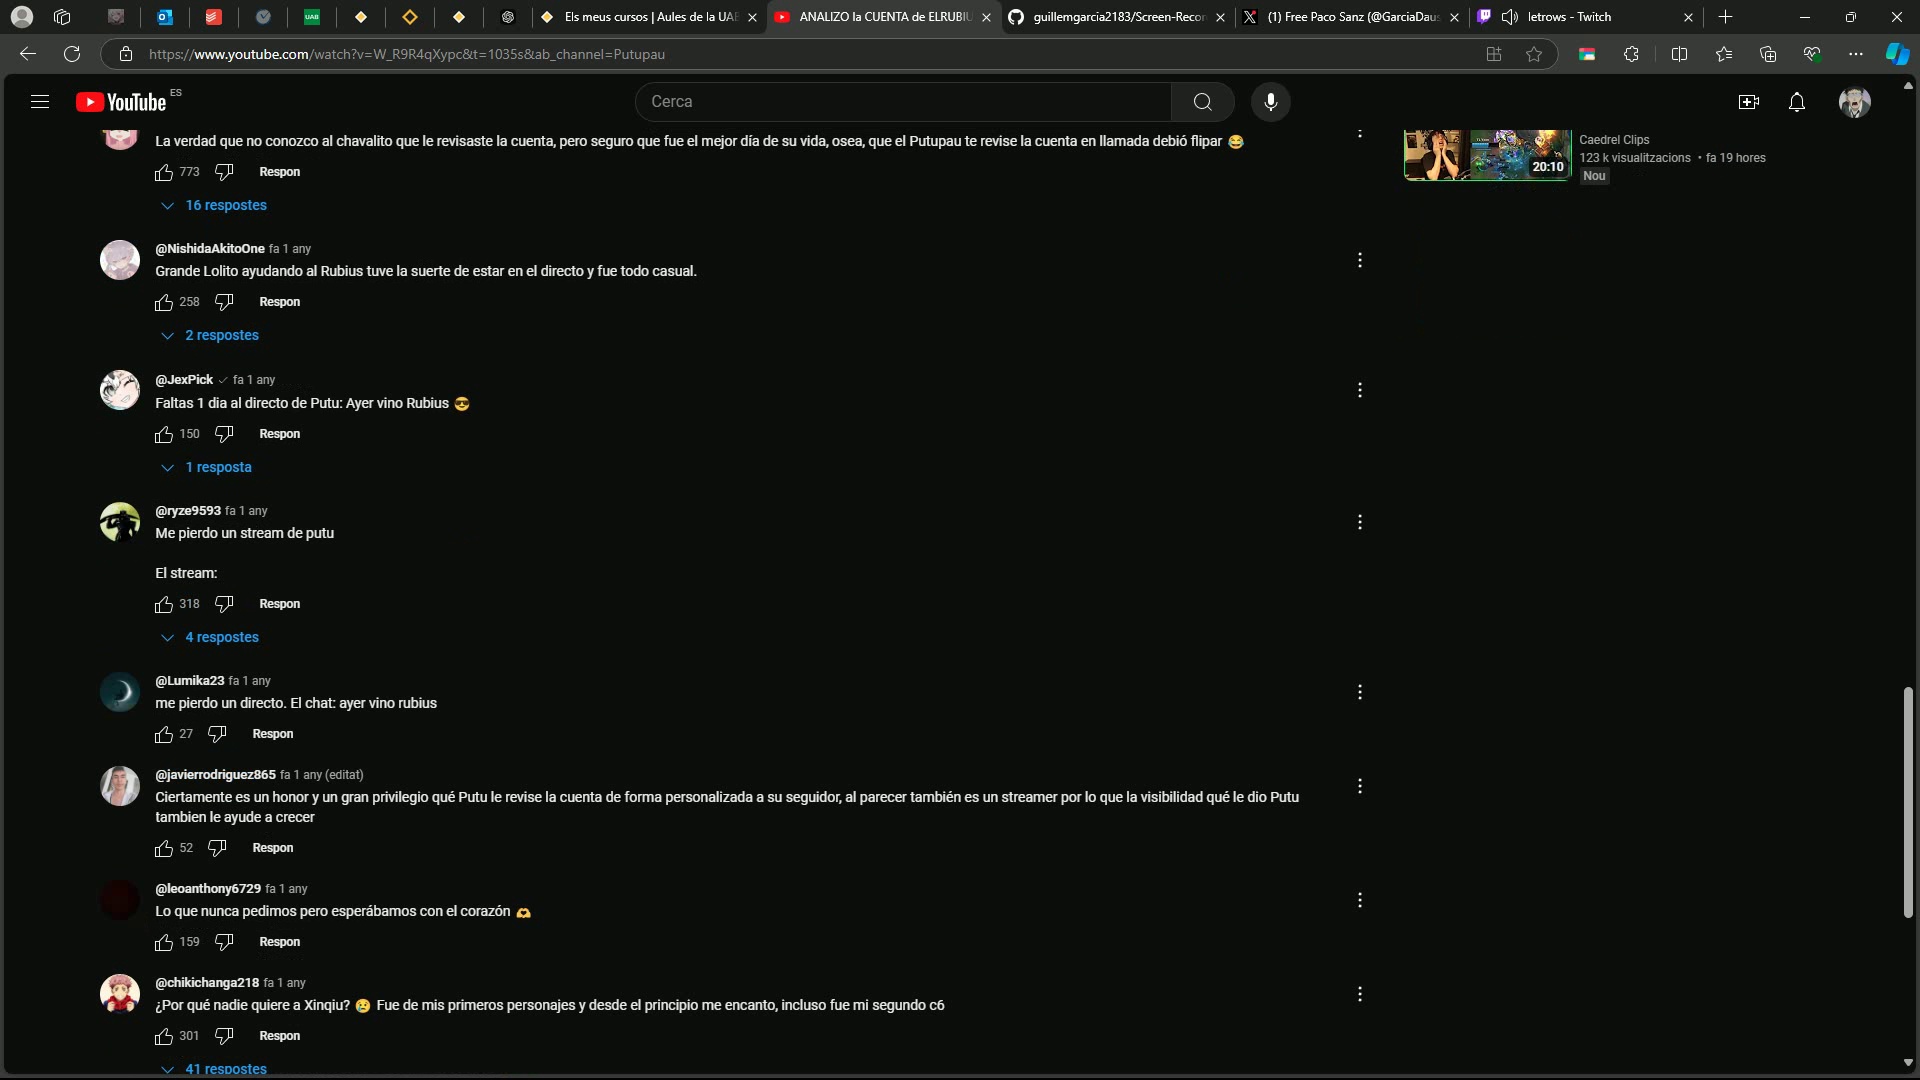 UAB
Els meus cursos | Aules de la UAB
ANALIZO la CUENTA de ELRUBIU
guillemgarcia2183/Screen-Recor
(1) Free Paco Sanz (@GarciaDaus
letrows - Twitch
https://www.youtube.com/watch?v=W_R9R4qXypc&t=1035s&ab_channel=Putupau
YouTube ES
Cerca
La verdad que no conozco al chavalito que le revisaste la cuenta, pero seguro que fue el mejor día de su vida, osea, que el Putupau te revise la cuenta en llamada debió flipar 😂
773 Respon
16 respostes
20:10
Caedrel Clips
123 k visualitzacions • fa 19 hores
Nou
@NishidaAkitoOne fa 1 any
Grande Lolito ayudando al Rubius tuve la suerte de estar en el directo y fue todo casual.
258 Respon
2 respostes
@JexPick fa 1 any
Faltas 1 dia al directo de Putu: Ayer vino Rubius 😎
150 Respon
1 resposta
@ryze9593 fa 1 any
Me pierdo un stream de putu
El stream:
318 Respon
4 respostes
@Lumika23 fa 1 any
me pierdo un directo. El chat: ayer vino rubius
27 Respon
@javierrodriguez865 fa 1 any (editat)
Ciertamente es un honor y un gran privilegio qué Putu le revise la cuenta de forma personalizada a su seguidor, al parecer también es un streamer por lo que la visibilidad qué le dio Putu
tambien le ayude a crecer
52 Respon
@leoanthony6729 fa 1 any
Lo que nunca pedimos pero esperábamos con el corazón 🫶
159 Respon
@chikichanga218 fa 1 any
¿Por qué nadie quiere a Xinqiu? 😢 Fue de mis primeros personajes y desde el principio me encanto, incluso fue mi segundo c6
301 Respon
41 respostes